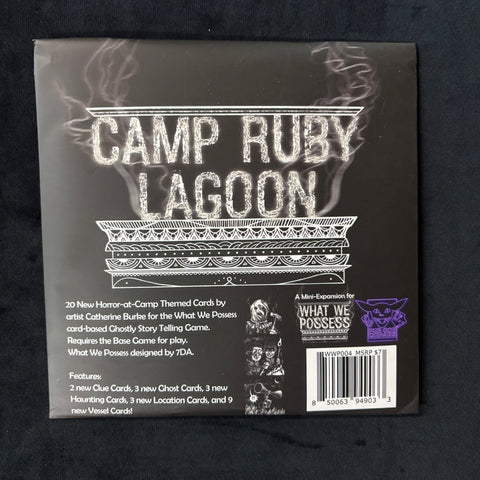 CAMP RUBY
LAGOON
20 New Horror-at-Camp Themed Cards by
artist Catherine Burke for the What We Possess
card-based Ghostly Story Telling Game.
Requires the Base Game for play.
What We Possess designed by 7DA.
Features:
2 new Clue Cards, 3 new Ghost Cards, 3 new
Haunting Cards, 3 new Location Cards, and 9
new Vessel Cards!
A Mini-Expansion for
WHAT WE
POSSESS
WWP004 MSRP $7
8 50063 94903 3